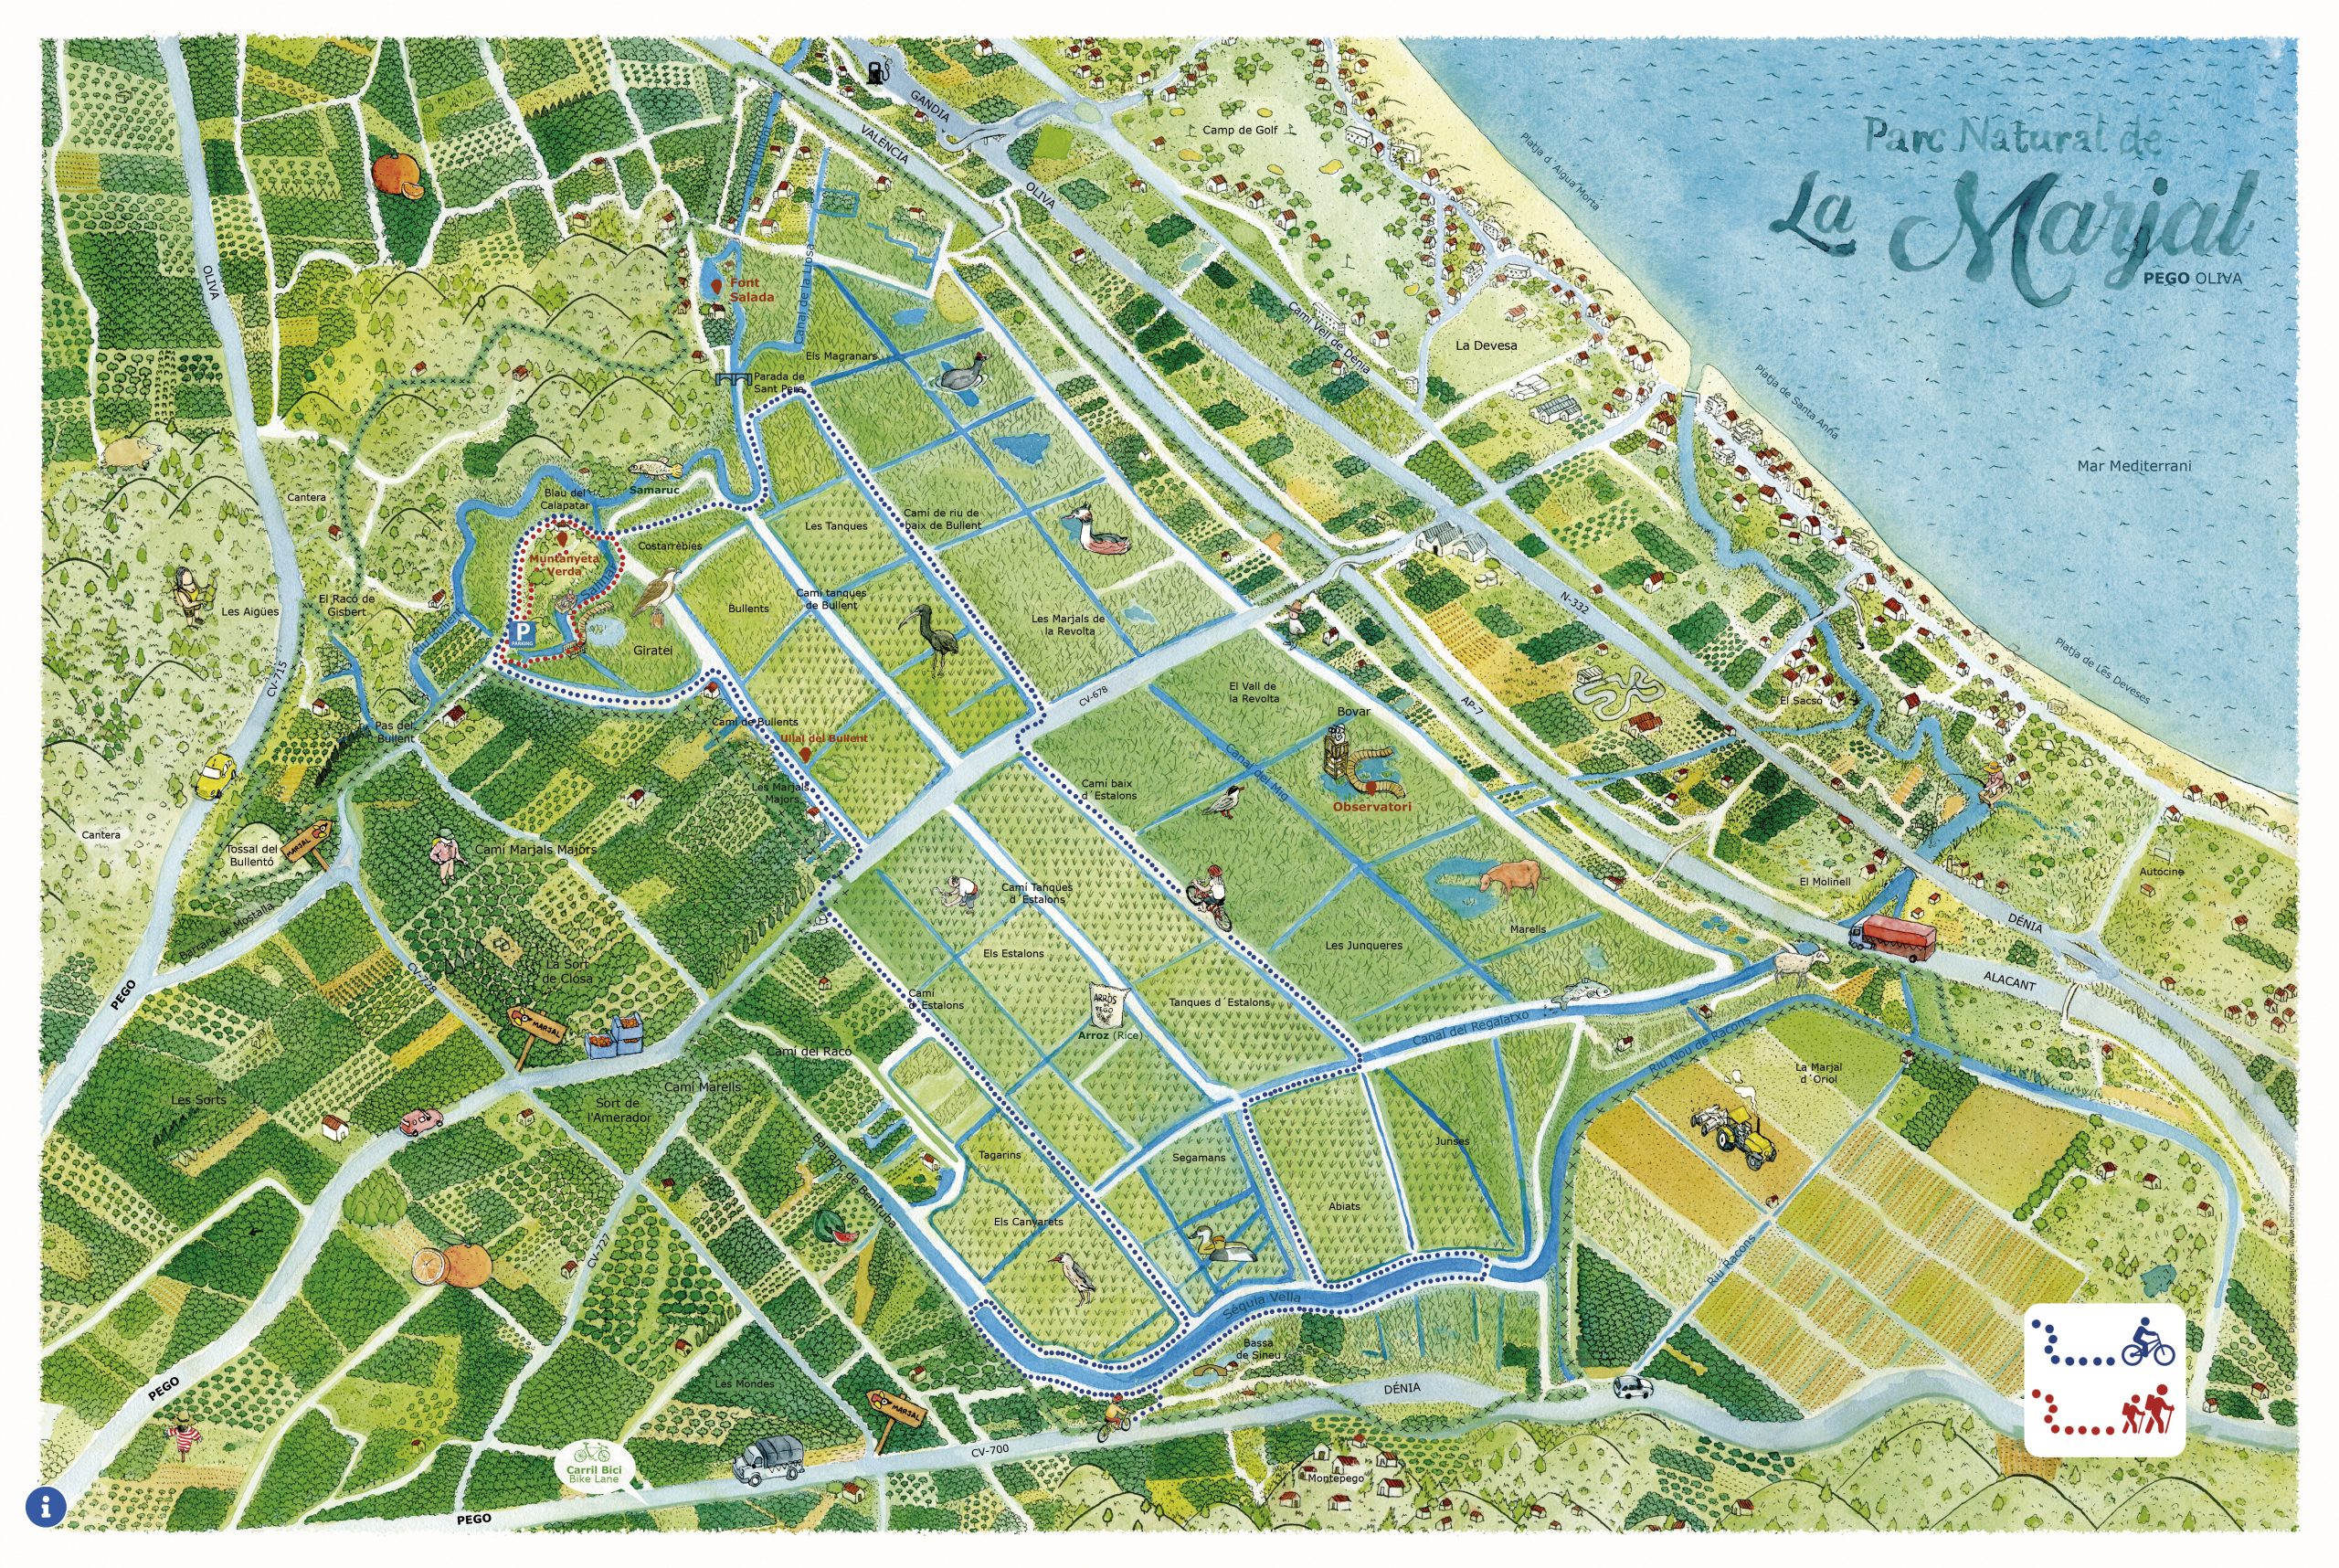 Parc Natural de
La Marjal
PEGO OLIVA
GANDIA
VALÈNCIA
OLIVA
Camp de Golf
Platja d´Aigua Morta
Riu Bullent
Canal de la Llosa
Font
Salada
OLIVA
Camí Vell de Denia
La Devesa
Els Magranars
Parada de
Sant Pere
Platja de Santa Anna
Mar Mediterrani
Cantera
Blau del
Calapatar
Samaruc
Les Tanques
Camí de riu de
baix de Bullent
Costarrèbies
Muntanyeta
Verda
Salinar
El Racó de
Gisbert
Les Aigües
Riu Bullent
P
PARKING
Giratei
Bullents
Camí tanques
de Bullent
Les Marjals de
la Revolta
N-332
CV-715
Platja de Les Deveses
CV-678
El Vall de
la Revolta
El Sacso
AP-7
Pas del
Bullent
Camí de Bullents
Ullal del Bullent
Bovar
Canal del Mig
Observatori
Les Marjals
Majors
Camí baix
d´Estalons
Cantera
Tossal del
Bullentó
MARJAL
Camí Marjals Majors
Camí Tanques
d´Estalons
El Molinell
Autocine
Barranc de Mostalla
Els Estalons
Les Junqueres
Marells
DÉNIA
ALACANT
PEGO
CV-728
La Sort
de Closa
Camí
d´Estalons
ARRÒS
PEGO
Arroz (Rice)
Tanques d´Estalons
Canal del Regalatxo
Riu Nou de Racons
MARJAL
Camí del Racó
Camí Marells
La Marjal
d´Oriol
Les Sorts
Sort de
l'Amerador
Barranc de Benituba
Tagarins
Segamans
Junses
Els Canyarets
Abiats
CV-727
Riu Racons
Séquia Vella
Bassa
de Sineu
Les Mondes
MARJAL
DÉNIA
PEGO
CV-700
Carril Bici
Bike Lane
Montepego
PEGO
i